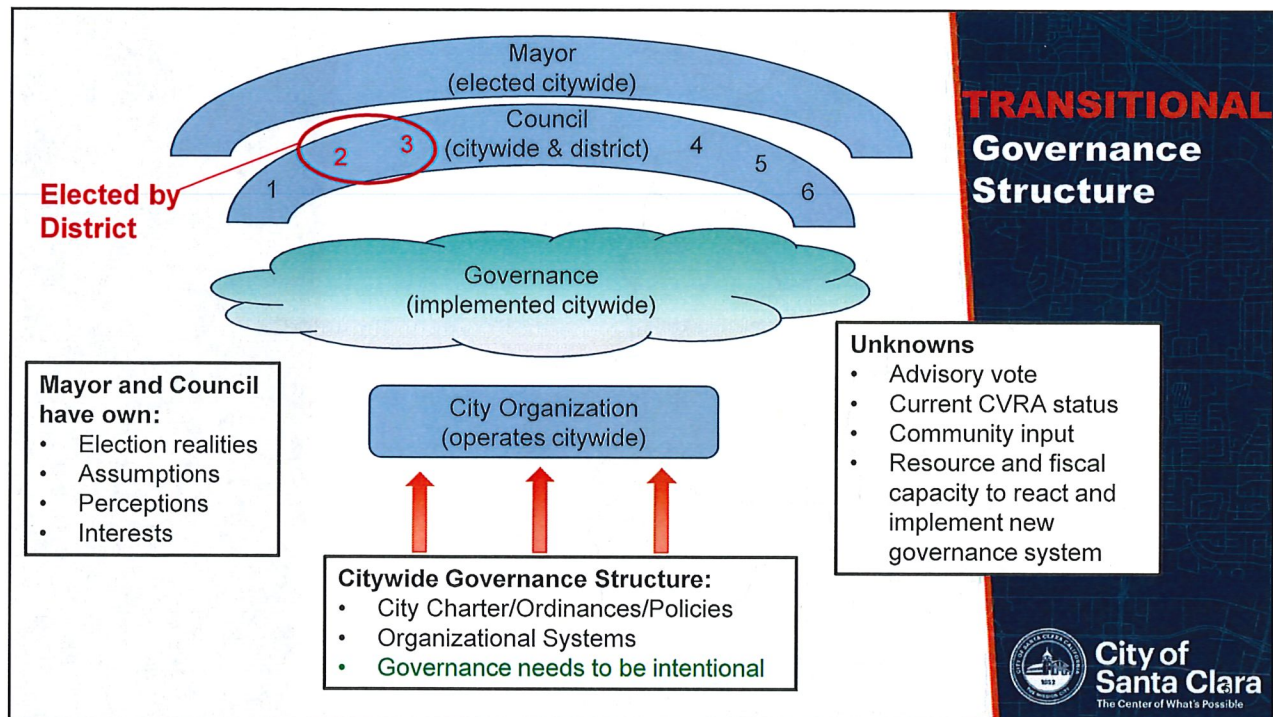 Mayor
(elected citywide)
Council
(citywide & district)
1
2
3
4
5
6
Elected by
District
Governance
(implemented citywide)
City Organization
(operates citywide)
Mayor and Council
have own:
• Election realities
• Assumptions
• Perceptions
• Interests
Citywide Governance Structure:
• City Charter/Ordinances/Policies
• Organizational Systems
• Governance needs to be intentional
Unknowns
• Advisory vote
• Current CVRA status
• Community input
• Resource and fiscal
capacity to react and
implement new
governance system
TRANSITIONAL
Governance
Structure
City of
Santa Clara
The Center of What's Possible